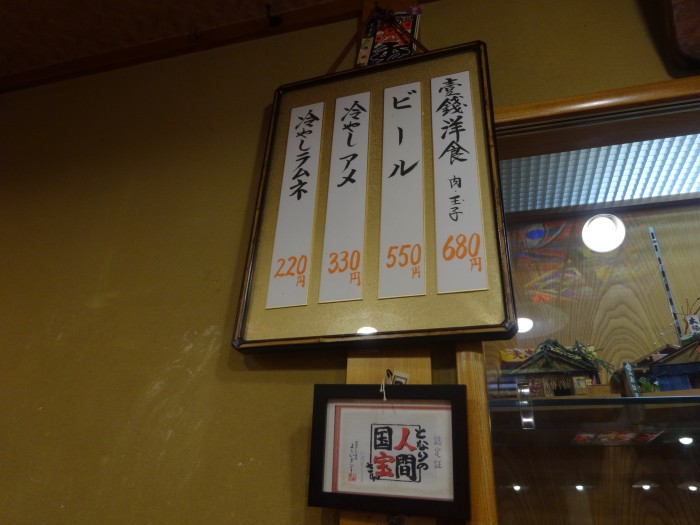 壹錢洋食 肉・玉子 680円
ビール 550円
冷やしアメ 330円
冷やしラムネ 220円
認定証
となりの
人間
国宝
さん